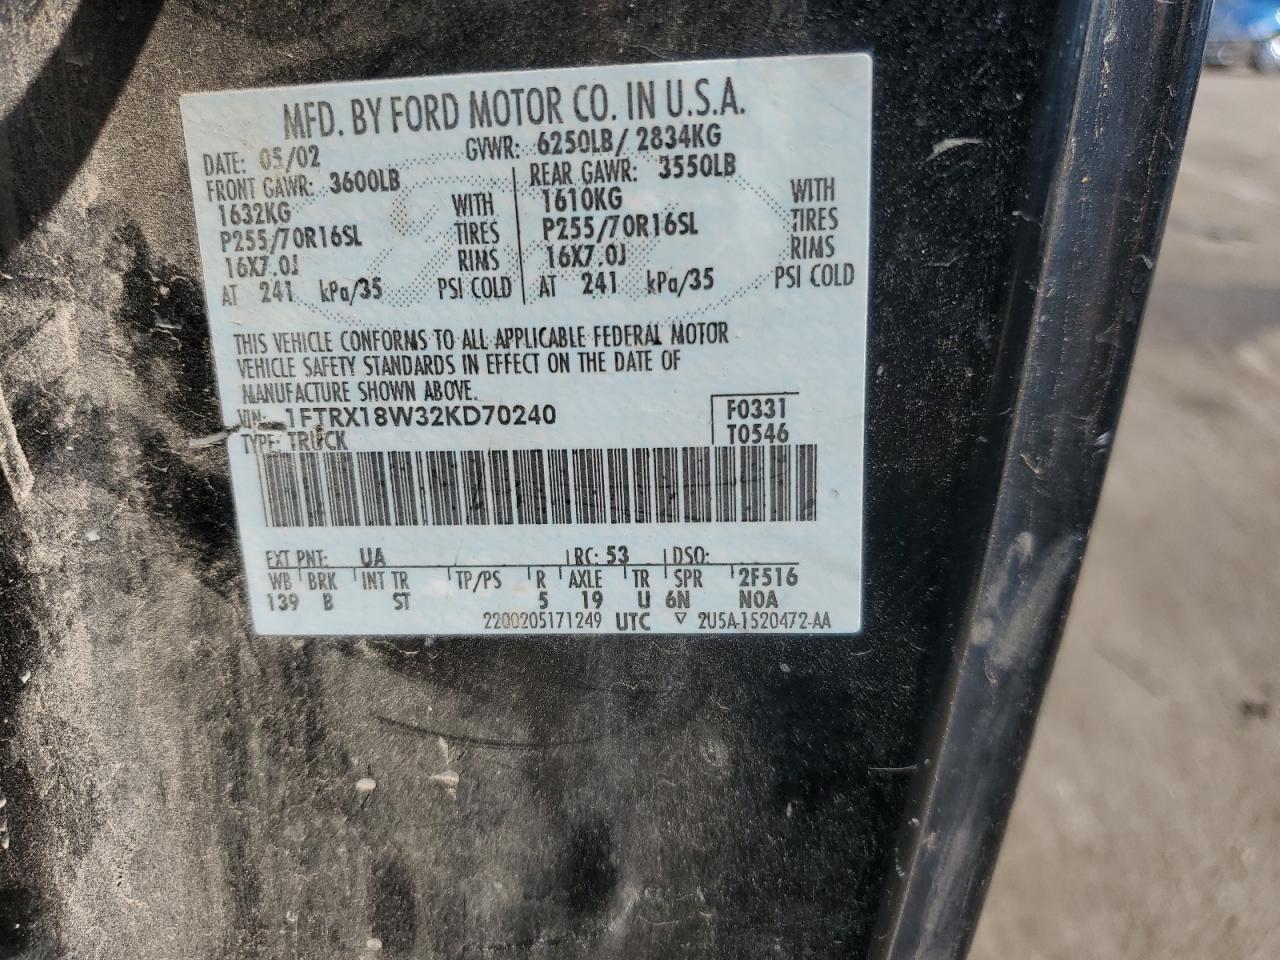 MFD. BY FORD MOTOR CO. IN U.S.A.
DATE: 05/02 GVWR: 6250LB/ 2834KG
FRONT GAWR: 3600LB REAR GAWR: 3550LB
1632KG WITH 1610KG WITH
P255/70R16SL TIRES P255/70R16SL TIRES
16X7.0J RIMS 16X7.0J RIMS
AT 241 kPa/35 PSI COLD AT 241 kPa/35 PSI COLD
THIS VEHICLE CONFORMS TO ALL APPLICABLE FEDERAL MOTOR
VEHICLE SAFETY STANDARDS IN EFFECT ON THE DATE OF
MANUFACTURE SHOWN ABOVE.
VIN: 1FTRX18W32KD70240 F0331
TYPE: TRUCK T0546
EXT PNT: UA RC: 53 DSO:
WB BRK INT TR TP/PS R AXLE TR SPR 2F516
139 B ST 5 19 U 6N NOA
2200205171249 UTC ▽ 2U5A-1520472-AA